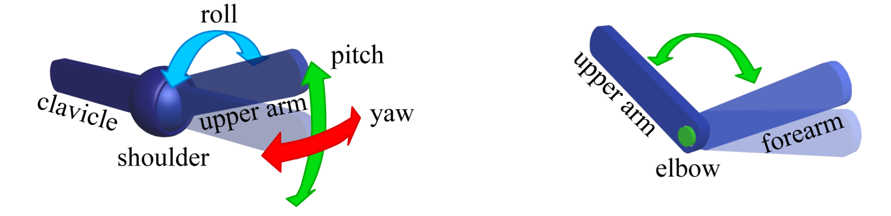 roll
pitch
clavicle
upper arm
yaw
shoulder
upper arm
forearm
elbow